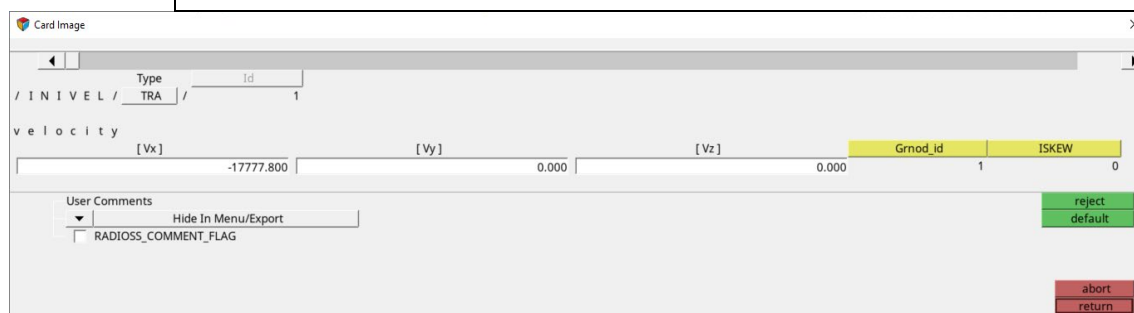 Card Image
Type Id
/ I N I V E L / TRA / 1
v e l o c i t y
[ Vx ] [ Vy ] [ Vz ] Grnod_id ISKEW
-17777.800 0.000 0.000 1 0
User Comments reject
Hide In Menu/Export default
RADIOSS_COMMENT_FLAG
abort
return